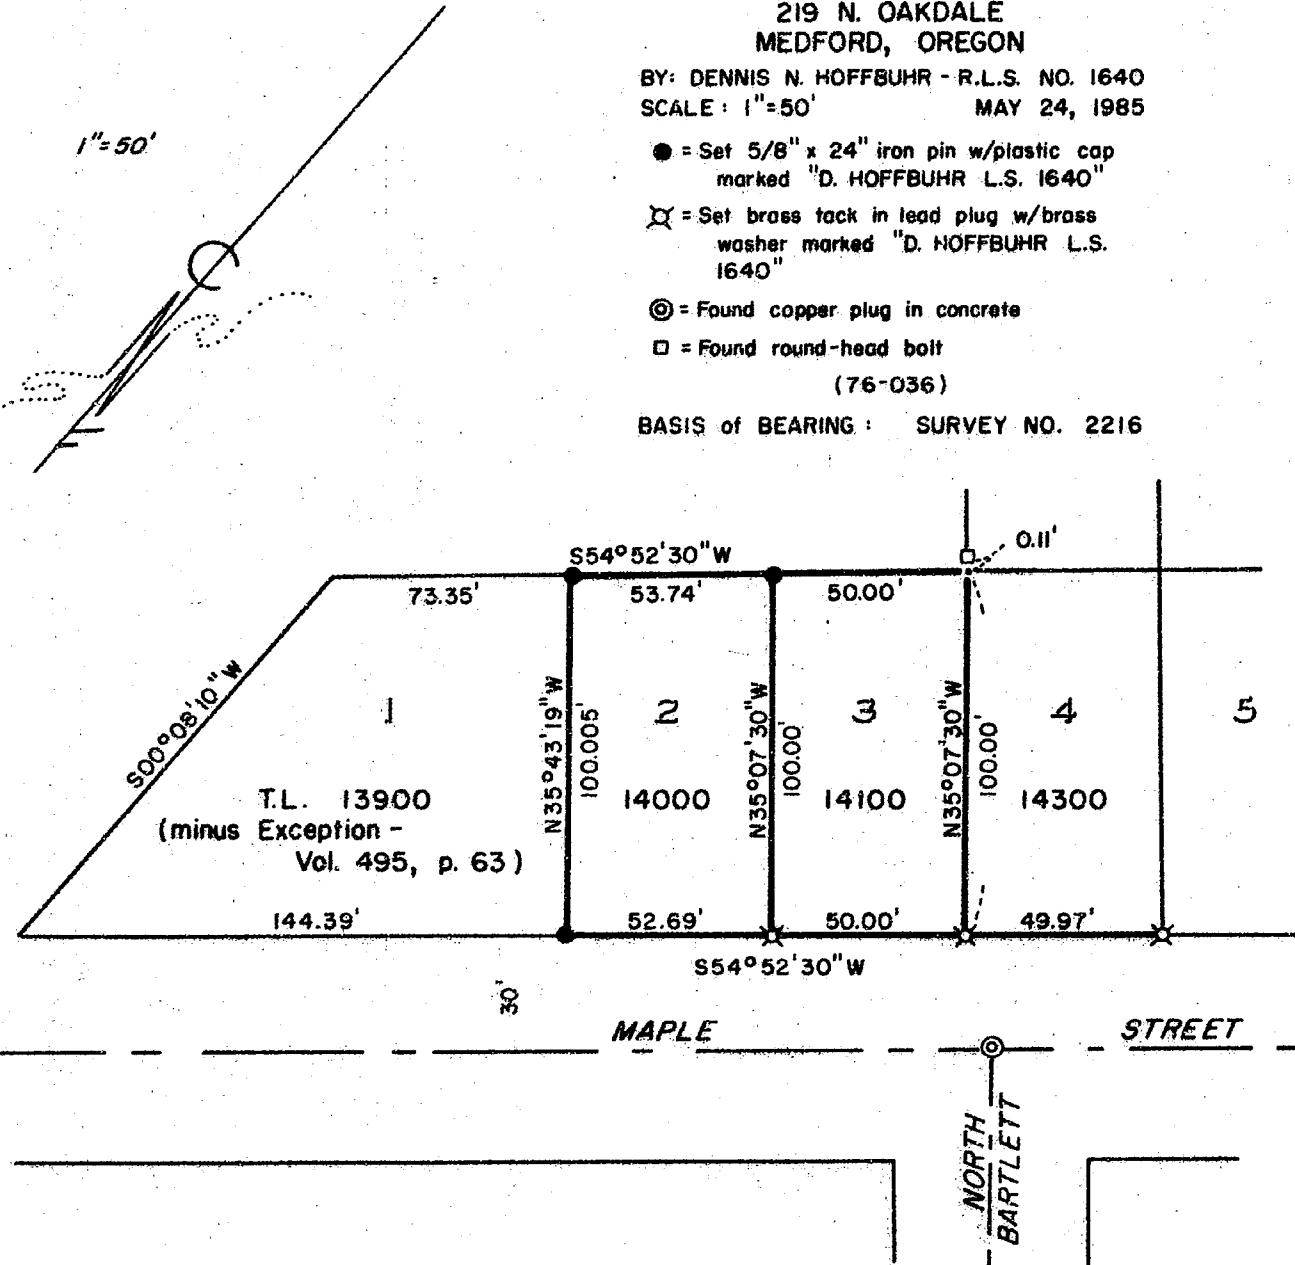 219 N. OAKDALE
MEDFORD, OREGON
BY: DENNIS N. HOFFBUHR - R.L.S. NO. 1640
SCALE: 1"=50' MAY 24, 1985
1"=50'
= Set 5/8" x 24" iron pin w/plastic cap
marked "D. HOFFBUHR L.S. 1640"
= Set brass tack in lead plug w/brass
washer marked "D. HOFFBUHR L.S.
1640"
= Found copper plug in concrete
= Found round-head bolt
(76-036)
BASIS of BEARING: SURVEY NO. 2216
0.11'
S54°52'30"W
73.35'
53.74'
50.00'
S00°08'10"W
N35°43'19"W
100.005'
N35°07'30"W
100.00'
N35°07'30"W
100.00'
1
2
3
4
5
T.L. 13900
14000
14100
14300
(minus Exception -
Vol. 495, p. 63)
144.39'
52.69'
50.00'
49.97'
S54°52'30"W
30'
MAPLE STREET
NORTH
BARTLETT